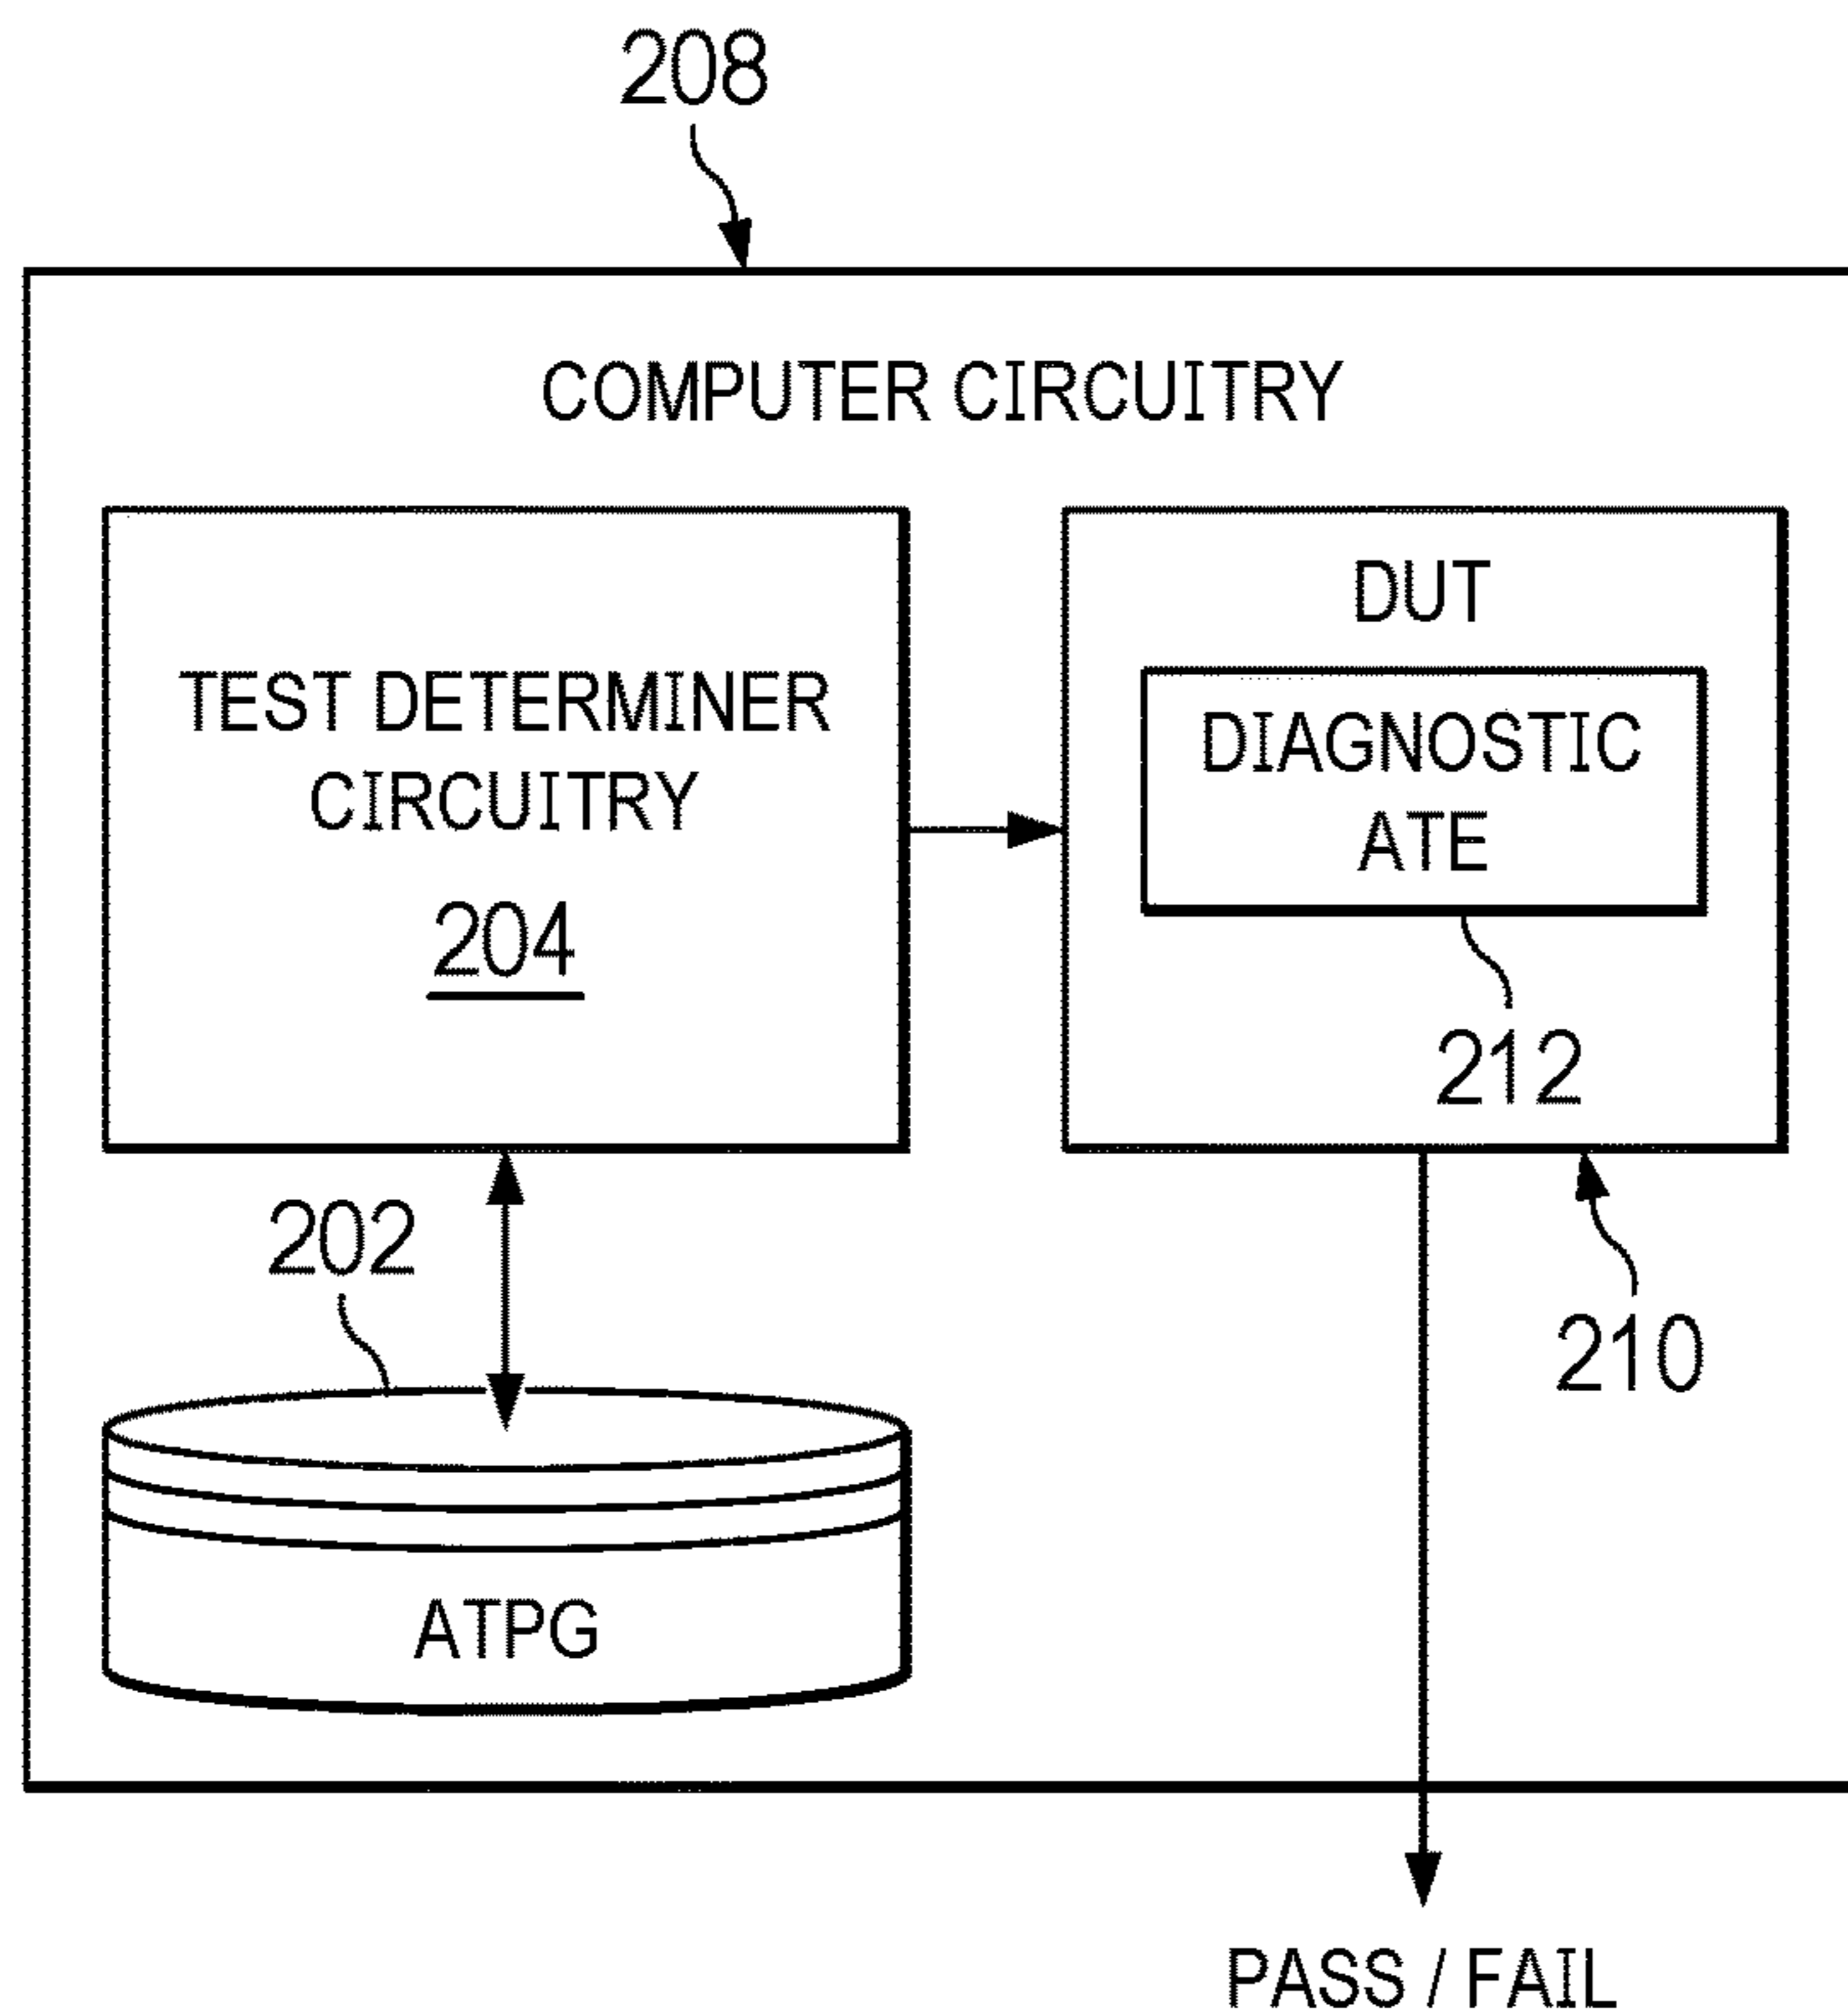 208
COMPUTER CIRCUITRY
TEST DETERMINER
CIRCUITRY
204
DUT
DIAGNOSTIC
ATE
212
202
210
ATPG
PASS / FAIL